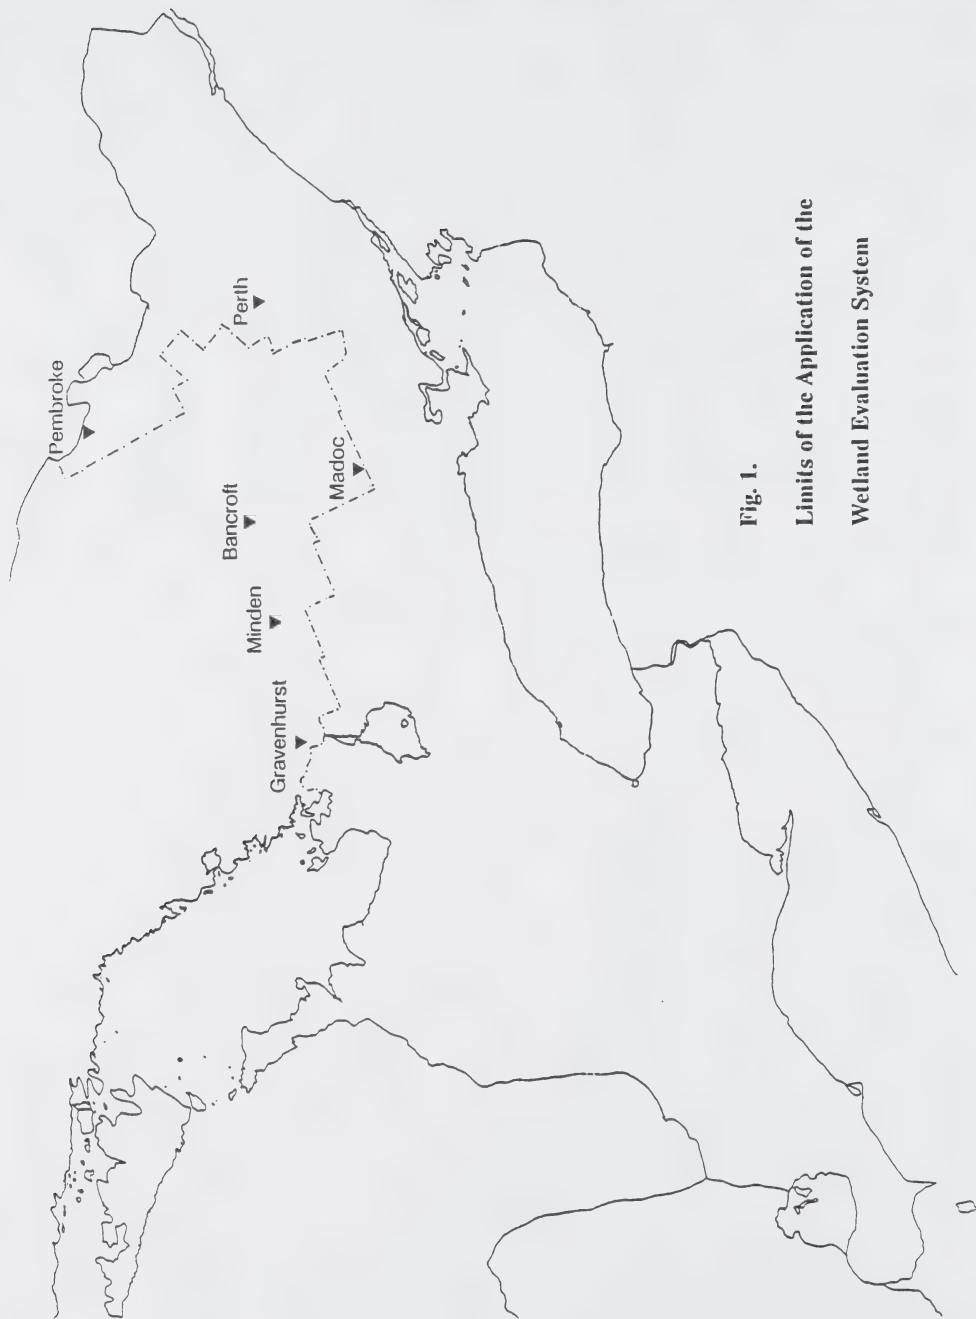 Pembroke
Perth
Bancroft
Madoc
Minden
Gravenhurst
Fig. 1.
Limits of the Application of the
Wetland Evaluation System